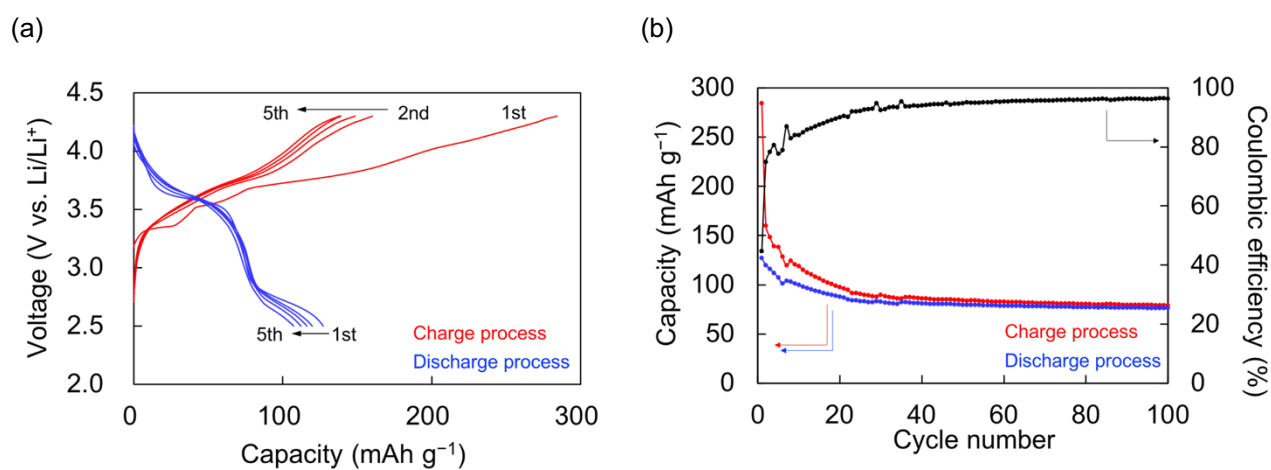 (a)
4.5
4.0
3.5
3.0
2.5
2.0
Voltage (V vs. Li/Li⁺)
5th
2nd
1st
5th
1st
Charge process
Discharge process
0
100
200
300
Capacity (mAh g⁻¹)
(b)
300
250
200
150
100
50
0
Capacity (mAh g⁻¹)
100
80
60
40
20
0
Coulombic efficiency (%)
Charge process
Discharge process
0
20
40
60
80
100
Cycle number